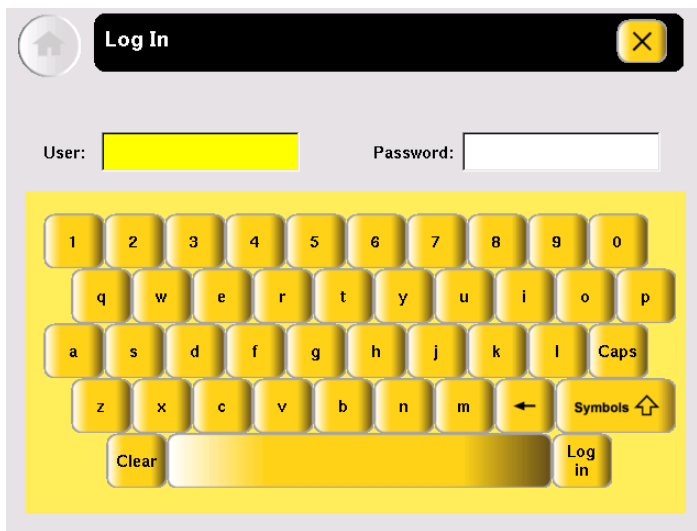 Log In
User: Password:
1 2 3 4 5 6 7 8 9 0
q w e r t y u i o p
a s d f g h j k l Caps
z x c v b n m ← Symbols
Clear Log in